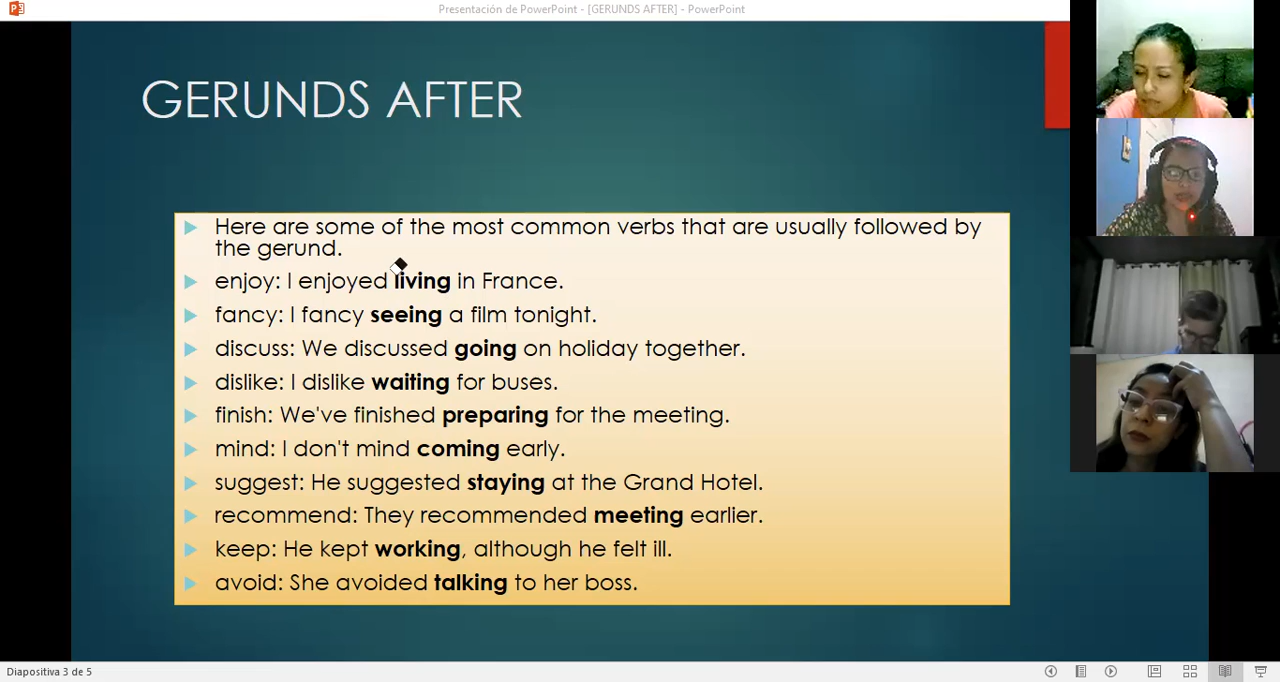 Presentación de PowerPoint - [GERUNDS AFTER] - PowerPoint
GERUNDS AFTER
Here are some of the most common verbs that are usually followed by
the gerund.
enjoy: I enjoyed living in France.
fancy: I fancy seeing a film tonight.
discuss: We discussed going on holiday together.
dislike: I dislike waiting for buses.
finish: We've finished preparing for the meeting.
mind: I don't mind coming early.
suggest: He suggested staying at the Grand Hotel.
recommend: They recommended meeting earlier.
keep: He kept working, although he felt ill.
avoid: She avoided talking to her boss.
Diapositiva 3 de 5